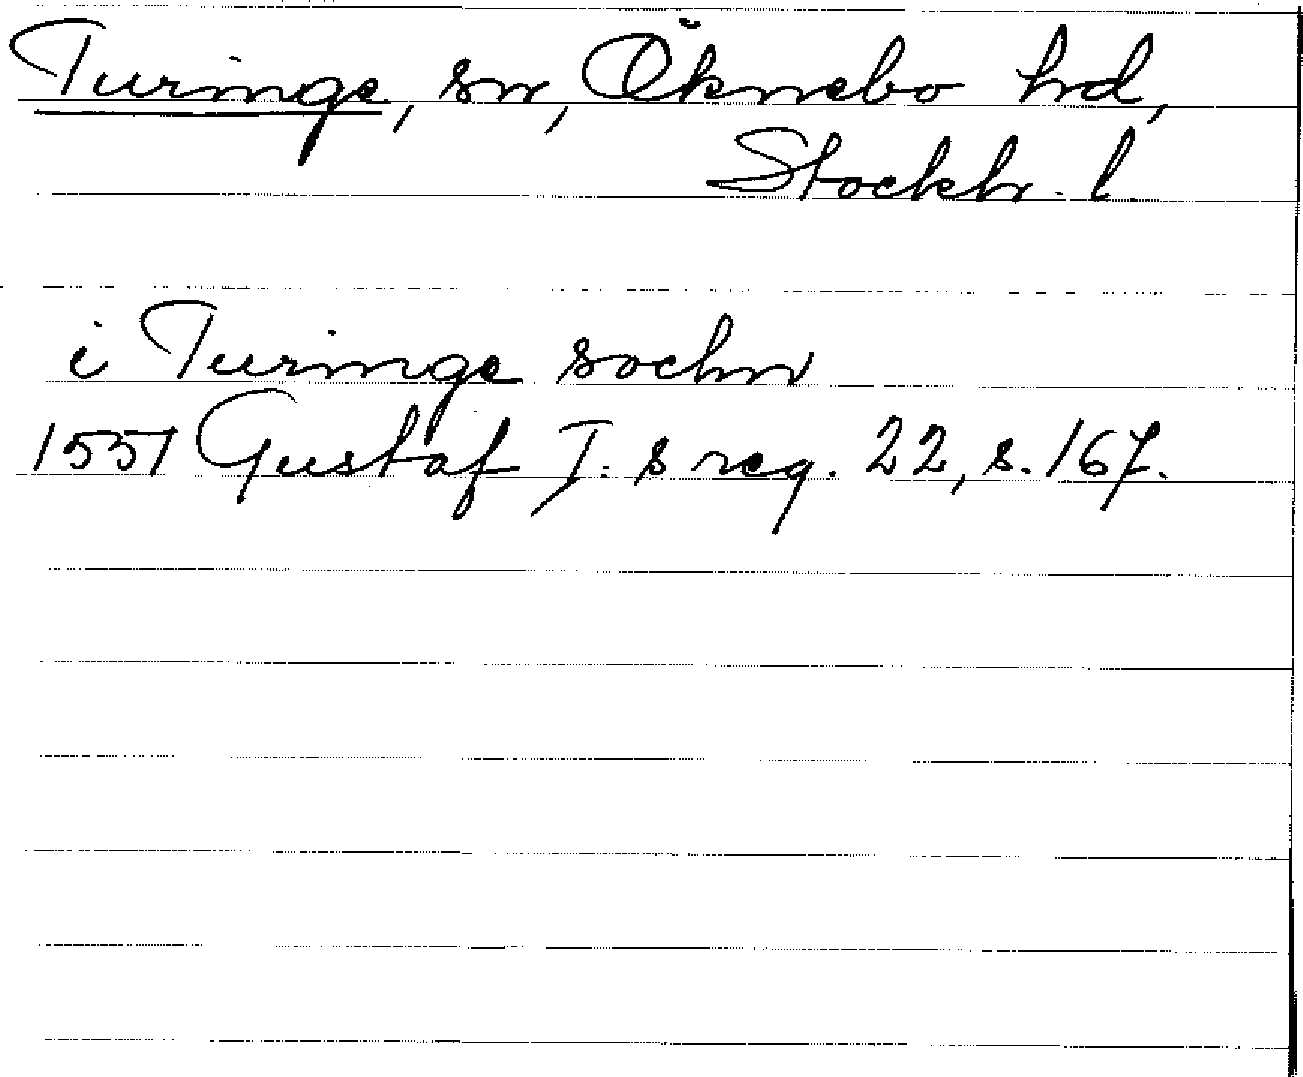 Turinge, sn, Öknebo hd,
Stockh. l.
i Turinge sochn
1551 Gustaf I:s reg. 22, s. 167.